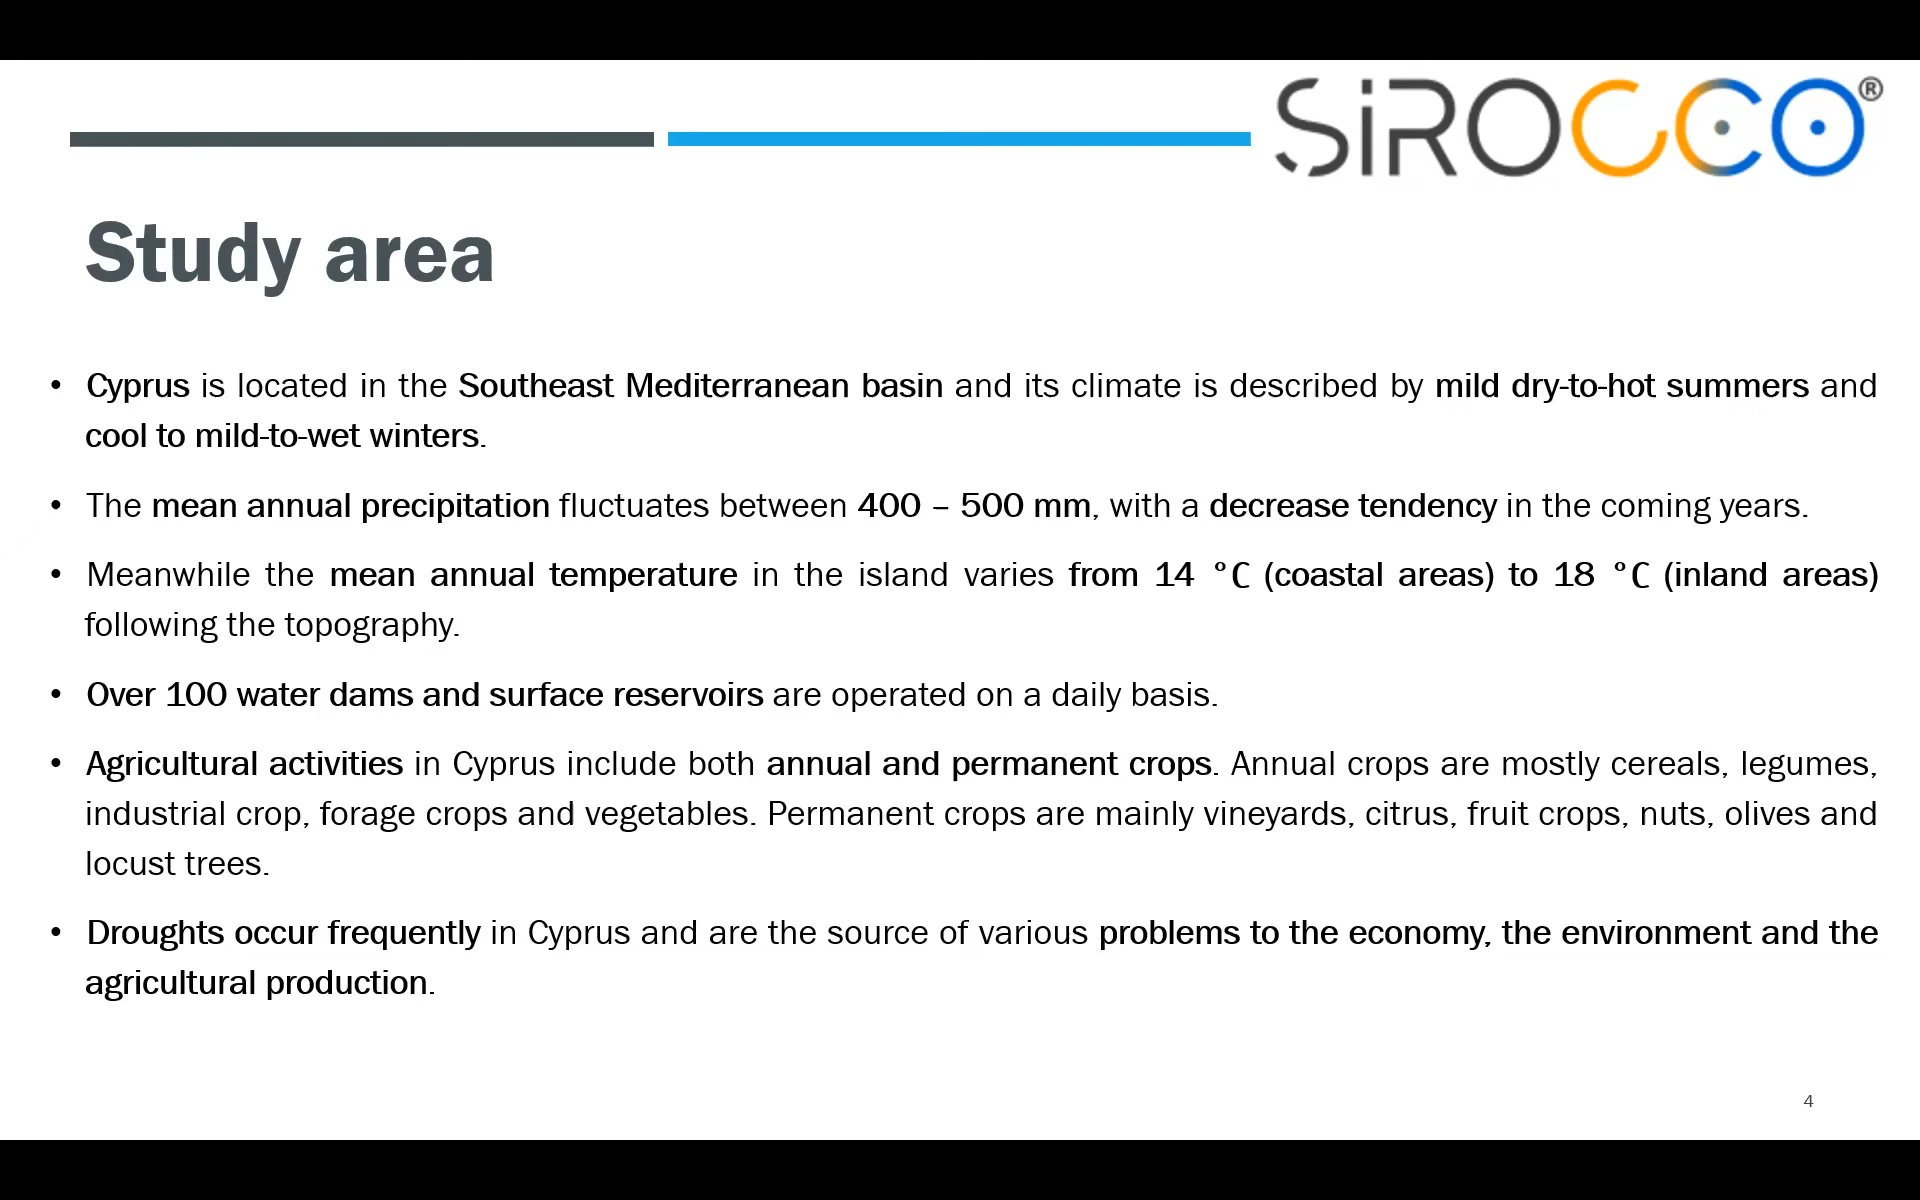 SiROCCO®
Study area
• Cyprus is located in the Southeast Mediterranean basin and its climate is described by mild dry-to-hot summers and
cool to mild-to-wet winters.
• The mean annual precipitation fluctuates between 400 – 500 mm, with a decrease tendency in the coming years.
• Meanwhile the mean annual temperature in the island varies from 14 °C (coastal areas) to 18 °C (inland areas)
following the topography.
• Over 100 water dams and surface reservoirs are operated on a daily basis.
• Agricultural activities in Cyprus include both annual and permanent crops. Annual crops are mostly cereals, legumes,
industrial crop, forage crops and vegetables. Permanent crops are mainly vineyards, citrus, fruit crops, nuts, olives and
locust trees.
• Droughts occur frequently in Cyprus and are the source of various problems to the economy, the environment and the
agricultural production.
4